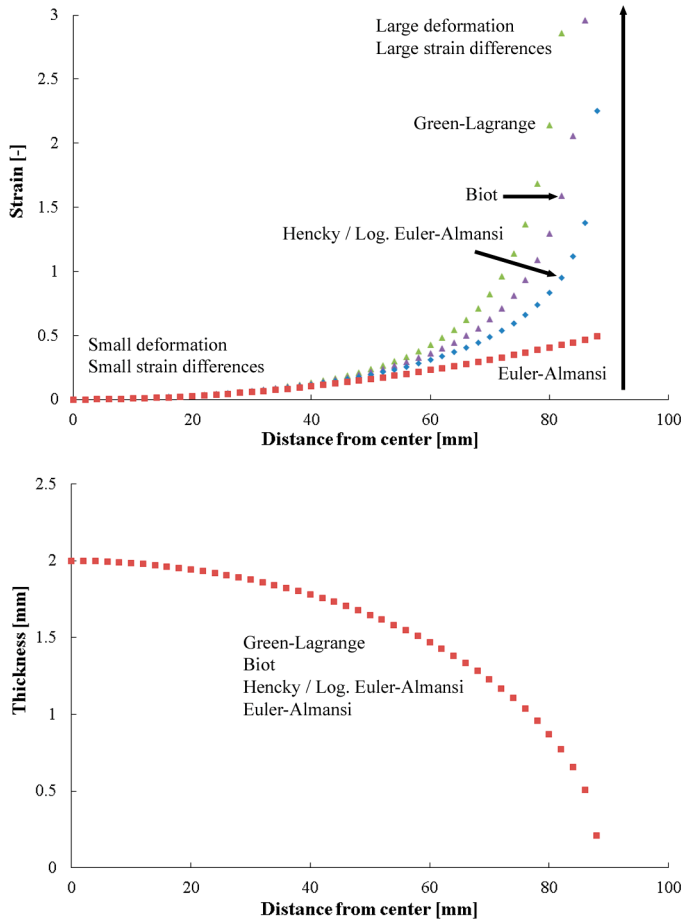 3
2.5
2
1.5
1
0.5
0
Strain [-]
Large deformation
Large strain differences
Green-Lagrange
Biot
Hencky / Log. Euler-Almansi
Small deformation
Small strain differences
Euler-Almansi
0 20 40 60 80 100
Distance from center [mm]
2.5
2
1.5
1
0.5
0
Thickness [mm]
Green-Lagrange
Biot
Hencky / Log. Euler-Almansi
Euler-Almansi
0 20 40 60 80 100
Distance from center [mm]